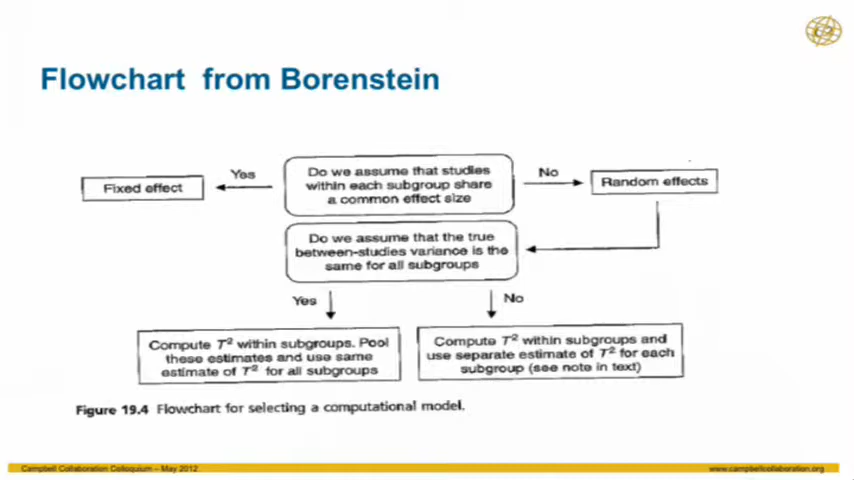 Flowchart from Borenstein
Do we assume that studies
within each subgroup share
a common effect size
Yes
Fixed effect
No
Random effects
Do we assume that the true
between-studies variance is the
same for all subgroups
Yes
No
Compute T² within subgroups. Pool
these estimates and use same
estimate of T² for all subgroups
Compute T² within subgroups and
use separate estimate of T² for each
subgroup (see note in text)
Figure 19.4 Flowchart for selecting a computational model.
Campbell Collaboration Colloquium – May 2012
www.campbellcollaboration.org